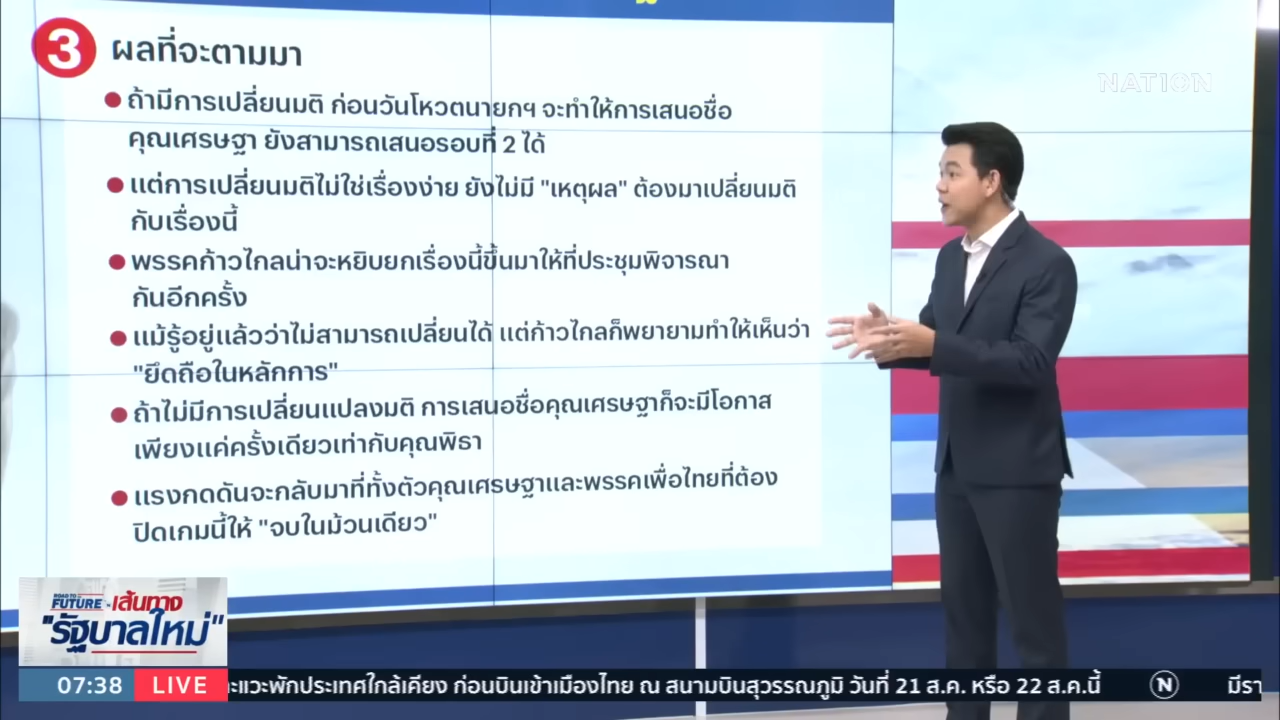 3 ผลที่จะตามมา
NATION
ถ้ามีการเปลี่ยนมติ ก่อนวันโหวตนายกฯ จะทำให้การเสนอชื่อ
คุณเศรษฐา ยังสามารถเสนอรอบที่ 2 ได้
แต่การเปลี่ยนมติไม่ใช่เรื่องง่าย ยังไม่มี "เหตุผล" ต้องมาเปลี่ยนมติ
กับเรื่องนี้
พรรคก้าวไกลน่าจะหยิบยกเรื่องนี้ขึ้นมาให้ที่ประชุมพิจารณา
กันอีกครั้ง
แม้รู้อยู่แล้วว่าไม่สามารถเปลี่ยนได้ แต่ก้าวไกลก็พยายามทำให้เห็นว่า
"ยึดถือในหลักการ"
ถ้าไม่มีการเปลี่ยนแปลงมติ การเสนอชื่อคุณเศรษฐาก็จะมีโอกาส
เพียงแค่ครั้งเดียวเท่ากับคุณพิธา
แรงกดดันจะกลับมาที่ทั้งตัวคุณเศรษฐาและพรรคเพื่อไทยที่ต้อง
ปิดเกมนี้ให้ "จบในม้วนเดียว"
ROAD TO
FUTURE เส้นทาง
"รัฐบาลใหม่"
07:38 LIVE แวะพักประเทศใกล้เคียง ก่อนบินเข้าเมืองไทย ณ สนามบินสุวรรณภูมิ วันที่ 21 ส.ค. หรือ 22 ส.ค.นี้ N